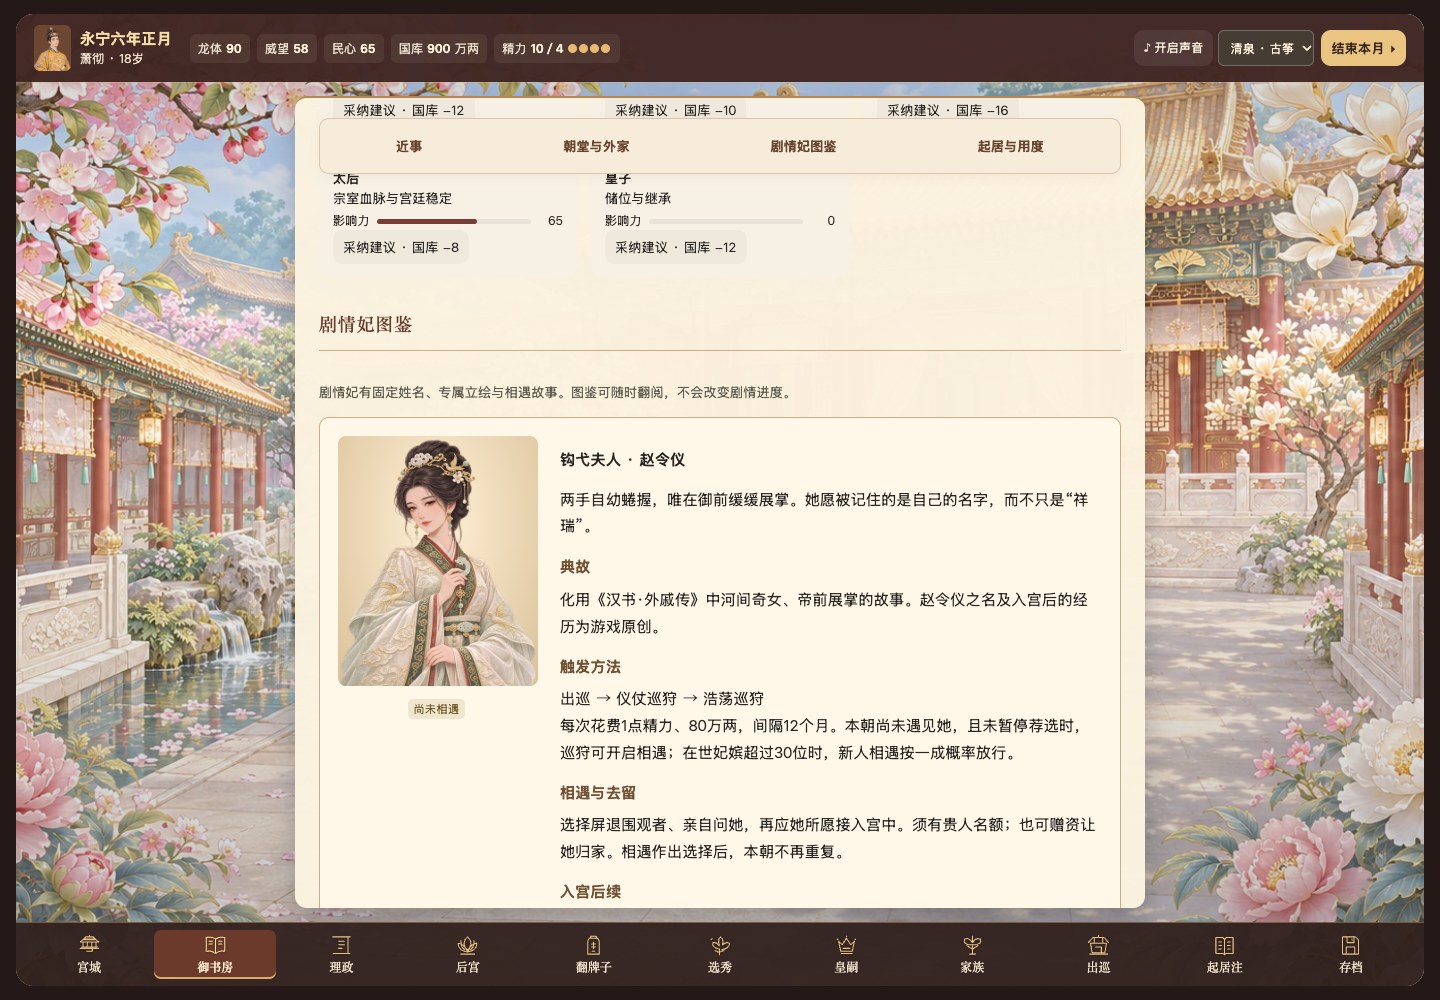 永宁六年正月
萧彻 · 18岁
龙体 90
威望 58
民心 65
国库 900 万两
精力 10 / 4
♪ 开启声音
清泉 · 古筝
结束本月
采纳建议 · 国库 −12
采纳建议 · 国库 −10
采纳建议 · 国库 −16
近事
朝堂与外家
剧情妃图鉴
起居与用度
太后
宗室血脉与宫廷稳定
影响力 65
采纳建议 · 国库 −8
皇子
储位与继承
影响力 0
采纳建议 · 国库 −12
剧情妃图鉴
剧情妃有固定姓名、专属立绘与相遇故事。图鉴可随时翻阅，不会改变剧情进度。
尚未相遇
钩弋夫人 · 赵令仪
两手自幼蜷握，唯在御前缓缓展掌。她愿被记住的是自己的名字，而不只是“祥
瑞”。
典故
化用《汉书·外戚传》中河间奇女、帝前展掌的故事。赵令仪之名及入宫后的经
历为游戏原创。
触发方法
出巡 → 仪仗巡狩 → 浩荡巡狩
每次花费1点精力、80万两，间隔12个月。本朝尚未遇见她，且未暂停荐选时，
巡狩可开启相遇；在世妃嫔超过30位时，新人相遇按一成概率放行。
相遇与去留
选择屏退围观者、亲自问她，再应她所愿接入宫中。须有贵人名额；也可赠资让
她归家。相遇作出选择后，本朝不再重复。
入宫后续
宫城
御书房
理政
后宫
翻牌子
选秀
皇嗣
家族
出巡
起居注
存档